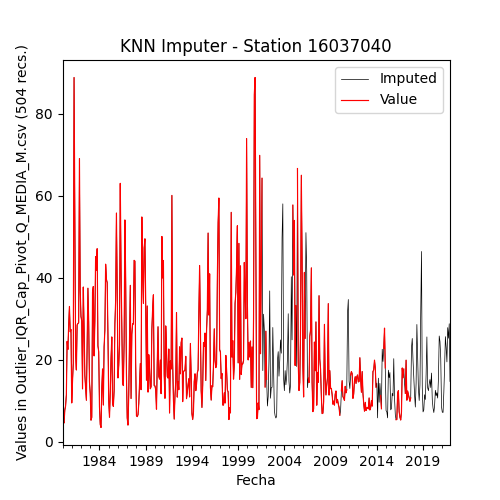 KNN Imputer - Station 16037040
Imputed
Value
Values in Outlier_IQR_Cap_Pivot_Q_MEDIA_M.csv (504 recs.)
80
60
40
20
0
1984 1989 1994 1999 2004 2009 2014 2019
Fecha